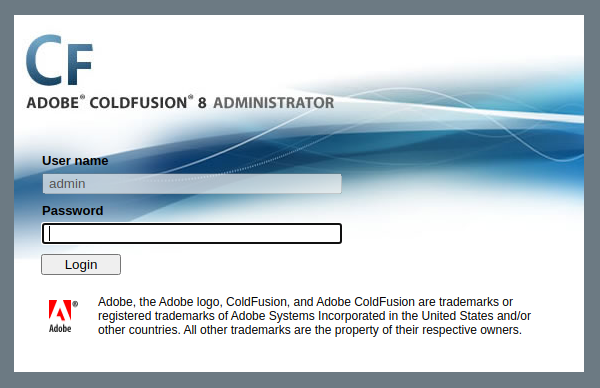 CF
ADOBE® COLDFUSION® 8 ADMINISTRATOR
User name
admin
Password
Login
Adobe, the Adobe logo, ColdFusion, and Adobe ColdFusion are trademarks or
registered trademarks of Adobe Systems Incorporated in the United States and/or
other countries. All other trademarks are the property of their respective owners.
®
Adobe